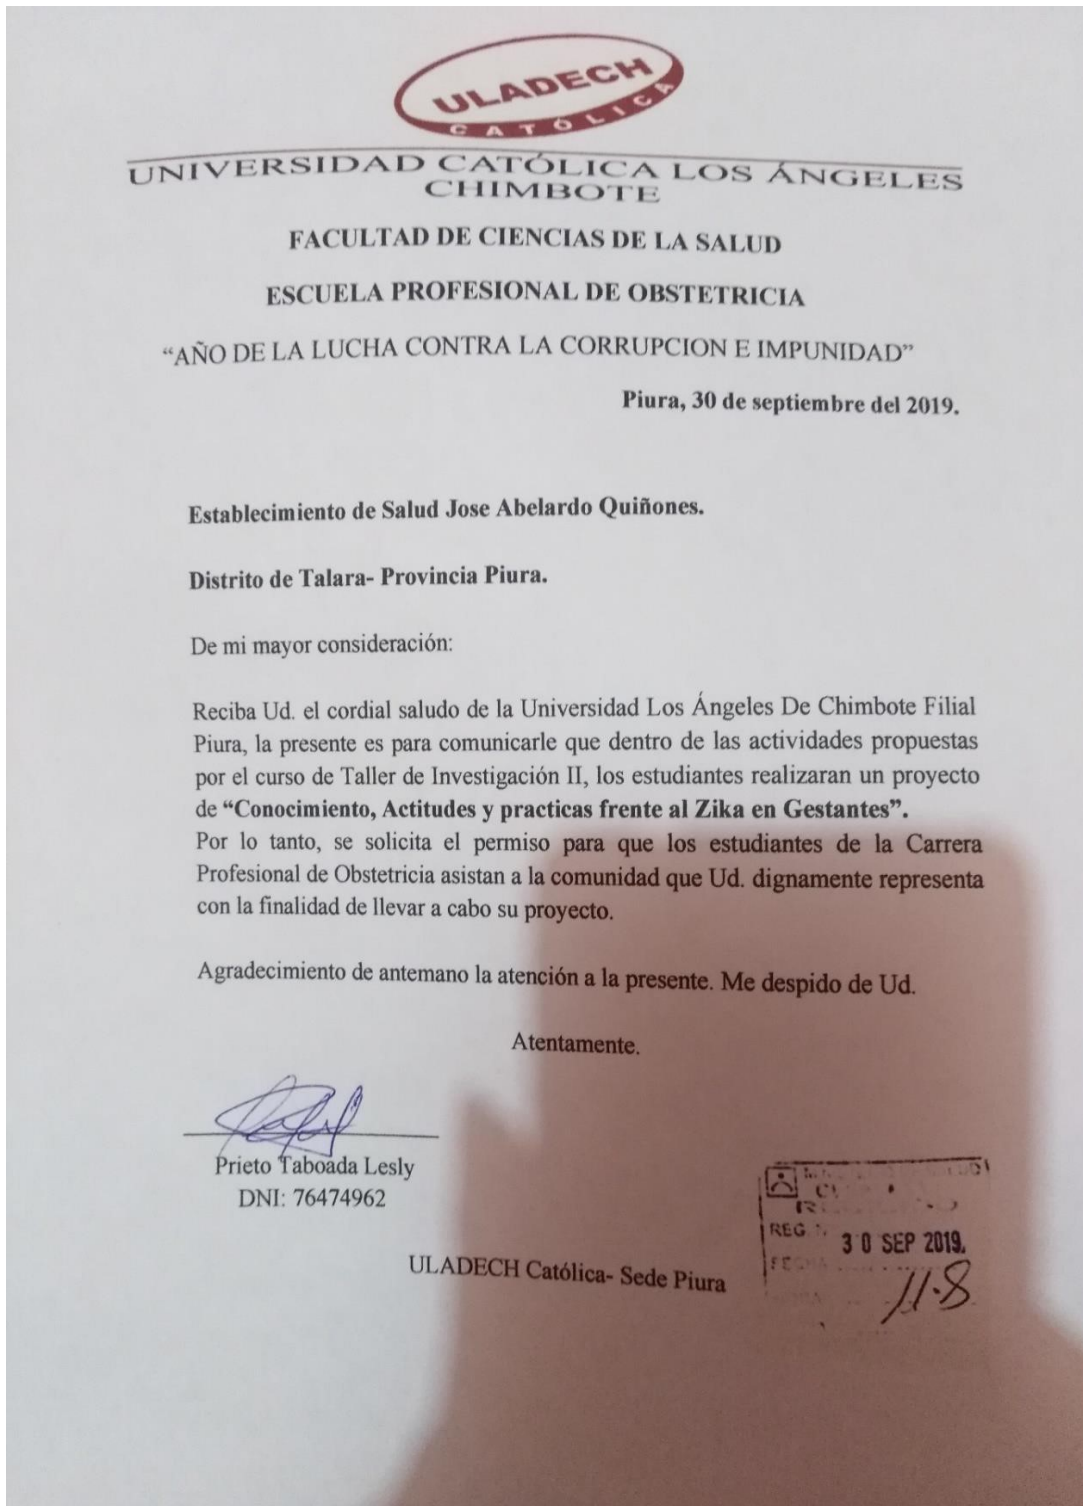 ULADECH
CATÓLICA
UNIVERSIDAD CATÓLICA LOS ÁNGELES
CHIMBOTE
FACULTAD DE CIENCIAS DE LA SALUD
ESCUELA PROFESIONAL DE OBSTETRICIA
“AÑO DE LA LUCHA CONTRA LA CORRUPCION E IMPUNIDAD”
Piura, 30 de septiembre del 2019.
Establecimiento de Salud Jose Abelardo Quiñones.
Distrito de Talara- Provincia Piura.
De mi mayor consideración:
Reciba Ud. el cordial saludo de la Universidad Los Ángeles De Chimbote Filial
Piura, la presente es para comunicarle que dentro de las actividades propuestas
por el curso de Taller de Investigación II, los estudiantes realizaran un proyecto
de “Conocimiento, Actitudes y practicas frente al Zika en Gestantes”.
Por lo tanto, se solicita el permiso para que los estudiantes de la Carrera
Profesional de Obstetricia asistan a la comunidad que Ud. dignamente representa
con la finalidad de llevar a cabo su proyecto.
Agradecimiento de antemano la atención a la presente. Me despido de Ud.
Atentamente.
Prieto Taboada Lesly
DNI: 76474962
ULADECH Católica- Sede Piura
REG.
30 SEP 2019.
FECHA
11.8